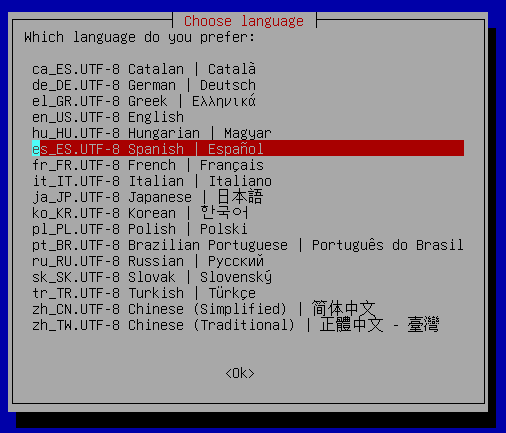 Choose language
Which language do you prefer:
ca_ES.UTF-8 Catalan | Català
de_DE.UTF-8 German | Deutsch
el_GR.UTF-8 Greek | Ελληνικά
en_US.UTF-8 English
hu_HU.UTF-8 Hungarian | Magyar
es_ES.UTF-8 Spanish | Español
fr_FR.UTF-8 French | Français
it_IT.UTF-8 Italian | Italiano
ja_JP.UTF-8 Japanese | 日本語
ko_KR.UTF-8 Korean | 한국어
pl_PL.UTF-8 Polish | Polski
pt_BR.UTF-8 Brazilian Portuguese | Português do Brasil
ru_RU.UTF-8 Russian | Русский
sk_SK.UTF-8 Slovak | Slovenský
tr_TR.UTF-8 Turkish | Türkçe
zh_CN.UTF-8 Chinese (Simplified) | 简体中文
zh_TW.UTF-8 Chinese (Traditional) | 正體中文 - 臺灣
<Ok>